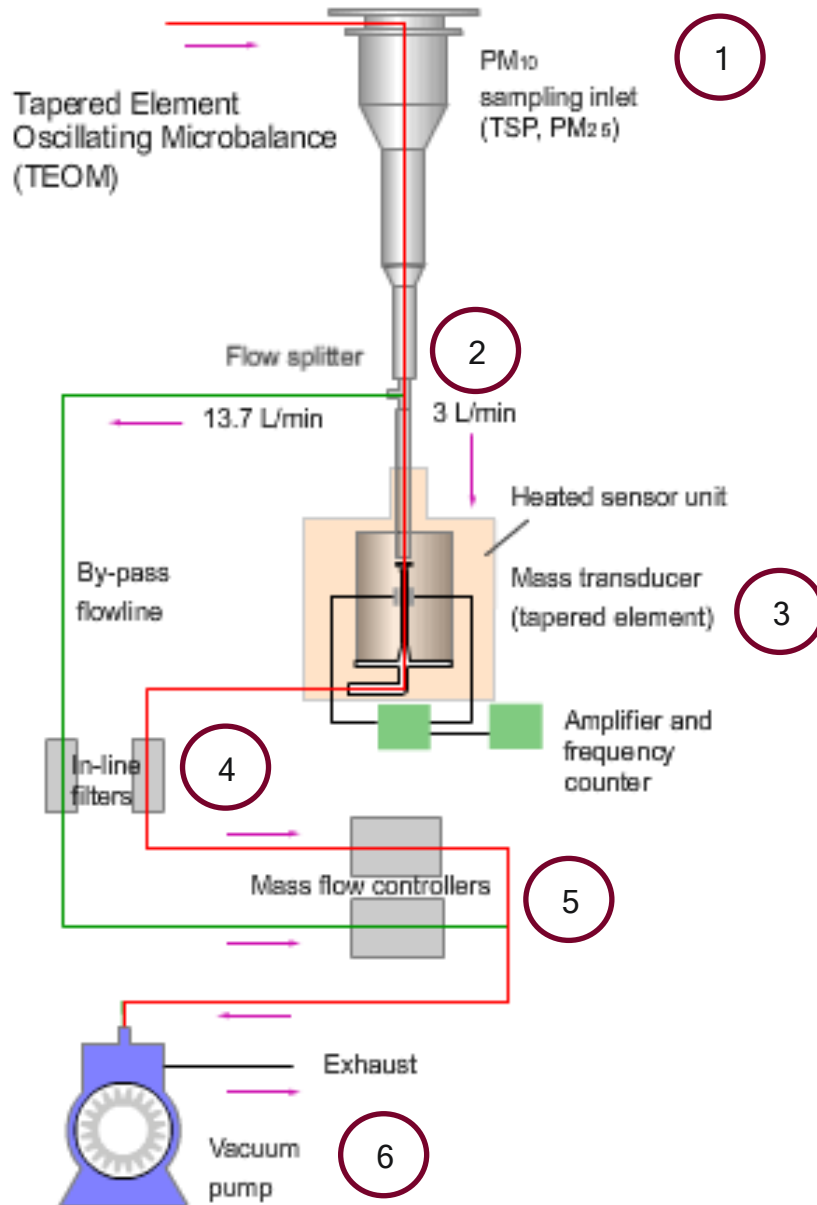 1
PM10
sampling inlet
(TSP, PM2.5)
Tapered Element
Oscillating Microbalance
(TEOM)
2
Flow splitter
13.7 L/min
3 L/min
Heated sensor unit
By-pass
flowline
Mass transducer
(tapered element)
3
4
In-line
filters
Amplifier and
frequency
counter
Mass flow controllers
5
Exhaust
Vacuum
pump
6